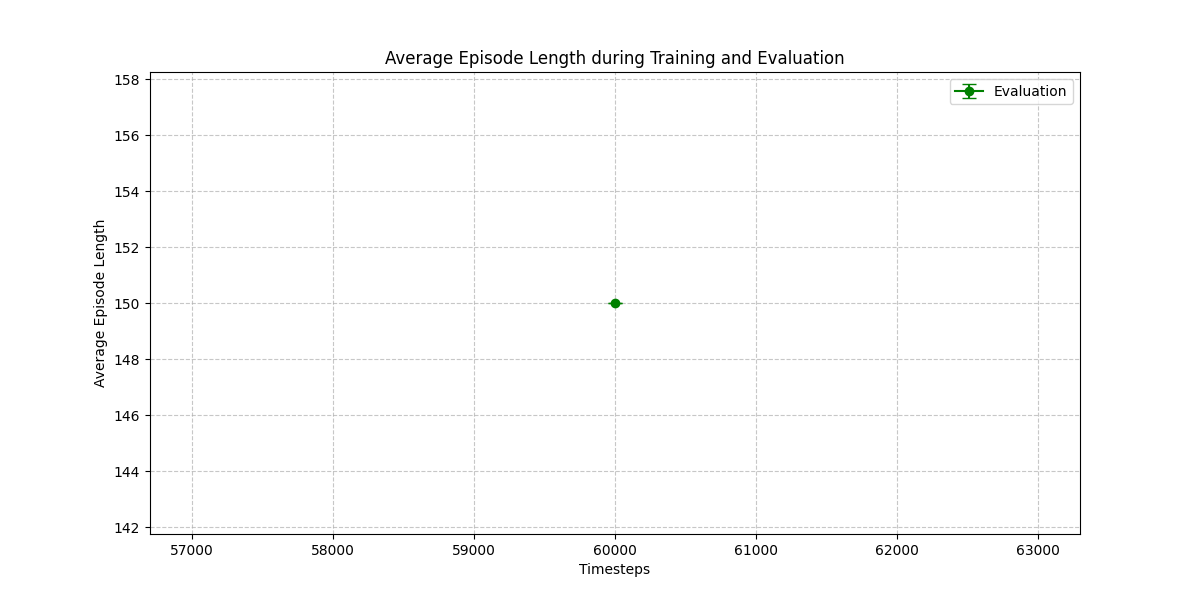 Average Episode Length during Training and Evaluation
Evaluation
158
156
154
152
150
148
146
144
142
Average Episode Length
57000 58000 59000 60000 61000 62000 63000
Timesteps